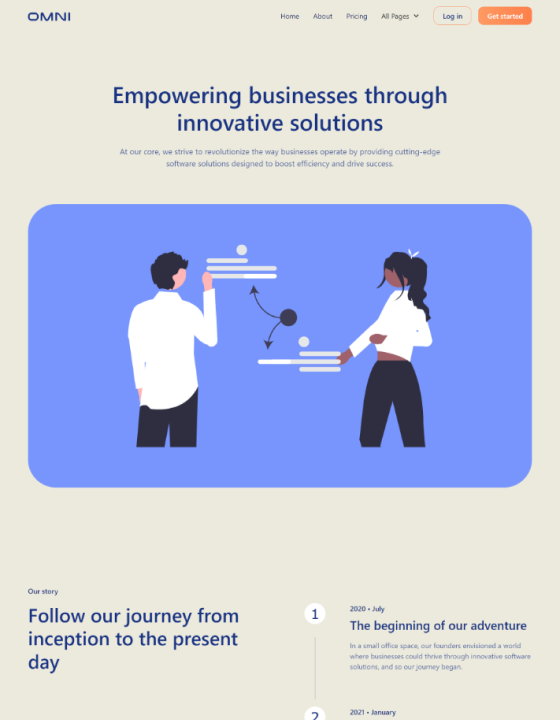 OMNI
Home About Pricing All Pages Log in Get started
Empowering businesses through
innovative solutions
At our core, we strive to revolutionize the way businesses operate by providing cutting-edge
software solutions designed to boost efficiency and drive success.
Our story
Follow our journey from
inception to the present
day
1
2020 • July
The beginning of our adventure
In a small office space, our founders envisioned a world
where businesses could thrive through innovative software
solutions, and so our journey began.
2
2021 • January